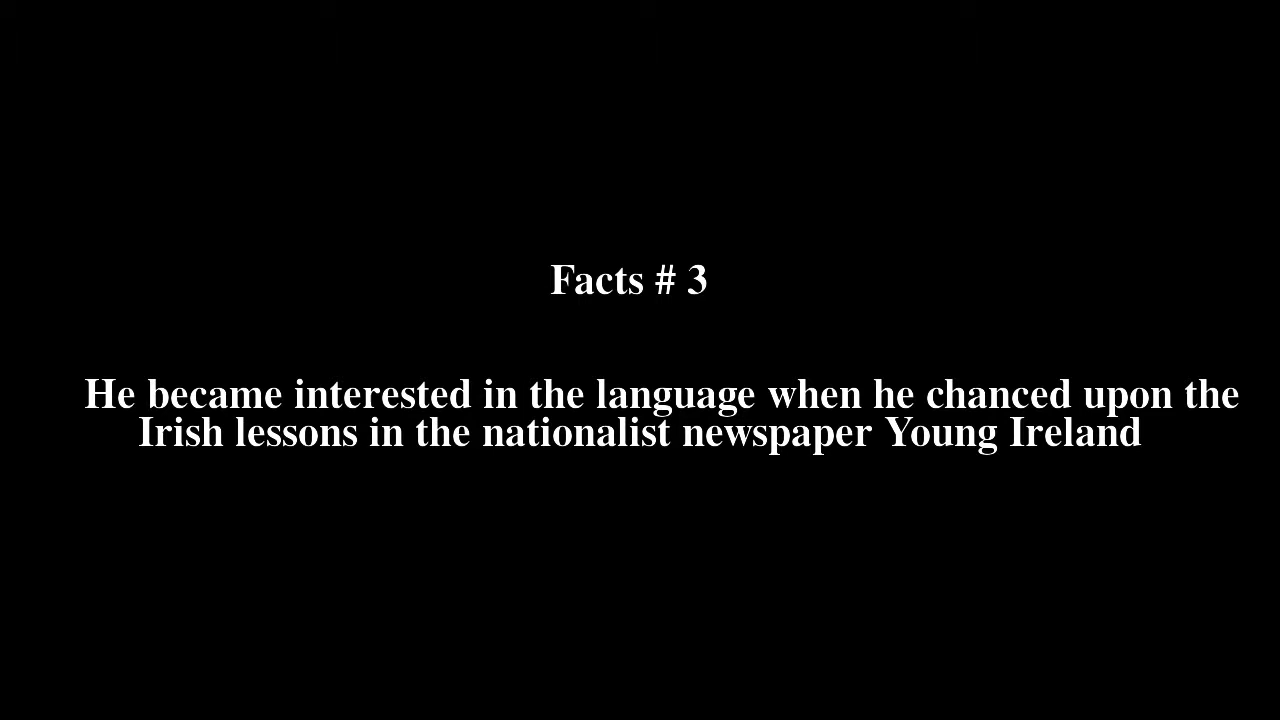 Facts # 3
He became interested in the language when he chanced upon the
Irish lessons in the nationalist newspaper Young Ireland